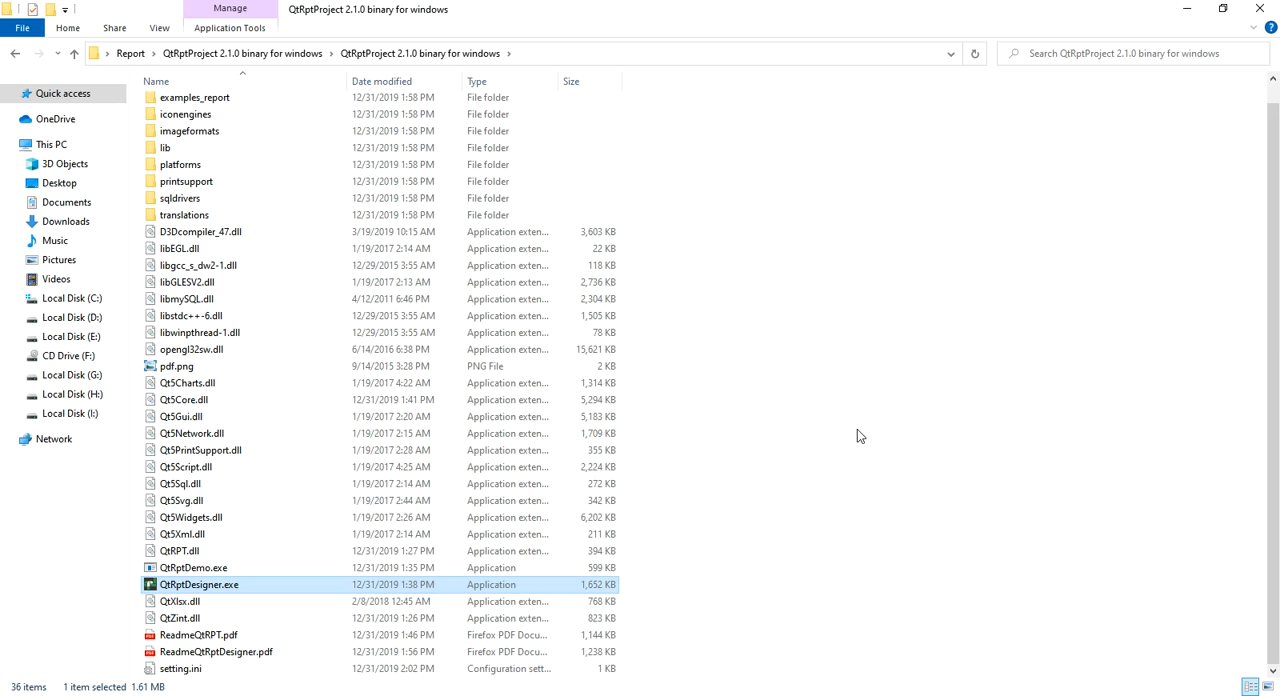 Manage
QtRptProject 2.1.0 binary for windows
File Home Share View Application Tools
Report › QtRptProject 2.1.0 binary for windows › QtRptProject 2.1.0 binary for windows ›
Search QtRptProject 2.1.0 binary for windows
Name Date modified Type Size
Quick access
OneDrive
This PC
3D Objects
Desktop
Documents
Downloads
Music
Pictures
Videos
Local Disk (C:)
Local Disk (D:)
Local Disk (E:)
CD Drive (F:)
Local Disk (G:)
Local Disk (H:)
Local Disk (I:)
Network
examples_report 12/31/2019 1:58 PM File folder
iconengines 12/31/2019 1:58 PM File folder
imageformats 12/31/2019 1:58 PM File folder
lib 12/31/2019 1:58 PM File folder
platforms 12/31/2019 1:58 PM File folder
printsupport 12/31/2019 1:58 PM File folder
sqldrivers 12/31/2019 1:58 PM File folder
translations 12/31/2019 1:58 PM File folder
D3Dcompiler_47.dll 3/19/2019 10:15 AM Application exten... 3,603 KB
libEGL.dll 1/19/2017 2:14 AM Application exten... 22 KB
libgcc_s_dw2-1.dll 12/29/2015 3:55 AM Application exten... 118 KB
libGLESV2.dll 1/19/2017 2:13 AM Application exten... 2,736 KB
libmySQL.dll 4/12/2011 6:46 PM Application exten... 2,304 KB
libstdc++-6.dll 12/29/2015 3:55 AM Application exten... 1,505 KB
libwinpthread-1.dll 12/29/2015 3:55 AM Application exten... 78 KB
opengl32sw.dll 6/14/2016 6:38 PM Application exten... 15,621 KB
pdf.png 9/14/2015 3:28 PM PNG File 2 KB
Qt5Charts.dll 1/19/2017 4:22 AM Application exten... 1,314 KB
Qt5Core.dll 12/31/2019 1:41 PM Application exten... 5,294 KB
Qt5Gui.dll 1/19/2017 2:20 AM Application exten... 5,183 KB
Qt5Network.dll 1/19/2017 2:15 AM Application exten... 1,709 KB
Qt5PrintSupport.dll 1/19/2017 2:28 AM Application exten... 355 KB
Qt5Script.dll 1/19/2017 4:25 AM Application exten... 2,224 KB
Qt5Sql.dll 1/19/2017 2:14 AM Application exten... 272 KB
Qt5Svg.dll 1/19/2017 2:44 AM Application exten... 342 KB
Qt5Widgets.dll 1/19/2017 2:26 AM Application exten... 6,202 KB
Qt5Xml.dll 1/19/2017 2:14 AM Application exten... 211 KB
QtRPT.dll 12/31/2019 1:27 PM Application exten... 394 KB
QtRptDemo.exe 12/31/2019 1:35 PM Application 599 KB
QtRptDesigner.exe 12/31/2019 1:38 PM Application 1,652 KB
QtXlsx.dll 2/8/2018 12:45 AM Application exten... 768 KB
QtZint.dll 12/31/2019 1:26 PM Application exten... 823 KB
ReadmeQtRPT.pdf 12/31/2019 1:46 PM Firefox PDF Docu... 1,144 KB
ReadmeQtRptDesigner.pdf 12/31/2019 1:56 PM Firefox PDF Docu... 1,238 KB
setting.ini 12/31/2019 2:02 PM Configuration sett... 1 KB
36 items 1 item selected 1.61 MB